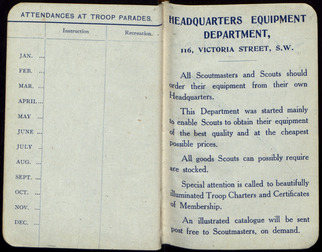 ATTENDANCES AT TROOP PARADES.
Instruction
Recreation.
JAN. ...
FEB. ...
MAR. ...
APRIL ...
MAY ...
JUNE ...
JULY ...
AUG. ...
SEPT. ...
OCT. ...
NOV. ...
DEC. ...
HEADQUARTERS EQUIPMENT
DEPARTMENT,
116, VICTORIA STREET, S.W.
All Scoutmasters and Scouts should
order their equipment from their own
Headquarters.
This Department was started mainly
to enable Scouts to obtain their equipment
of the best quality and at the cheapest
possible prices.
All goods Scouts can possibly require
are stocked.
Special attention is called to beautifully
illuminated Troop Charters and Certificates
of Membership.
An illustrated catalogue will be sent
post free to Scoutmasters, on demand.